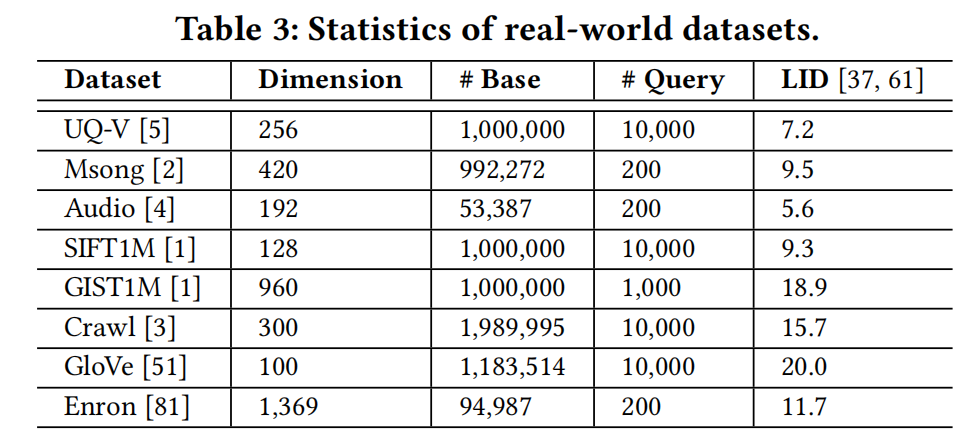 Table 3: Statistics of real-world datasets.
Dataset Dimension # Base # Query LID [37, 61]
UQ-V [5] 256 1,000,000 10,000 7.2
Msong [2] 420 992,272 200 9.5
Audio [4] 192 53,387 200 5.6
SIFT1M [1] 128 1,000,000 10,000 9.3
GIST1M [1] 960 1,000,000 1,000 18.9
Crawl [3] 300 1,989,995 10,000 15.7
GloVe [51] 100 1,183,514 10,000 20.0
Enron [81] 1,369 94,987 200 11.7